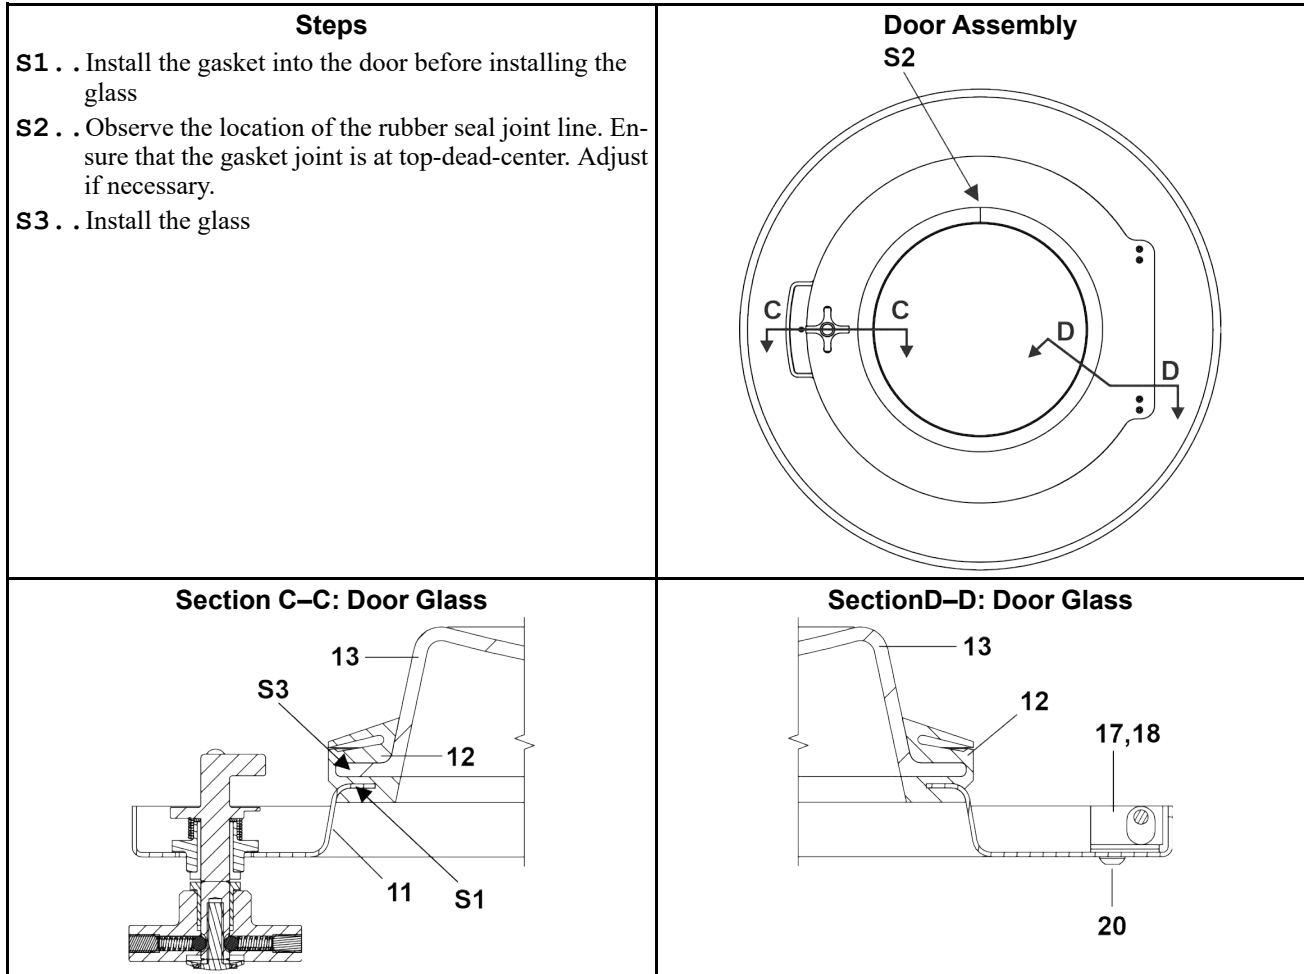 Steps
S1..Install the gasket into the door before installing the
glass
S2..Observe the location of the rubber seal joint line. En-
sure that the gasket joint is at top-dead-center. Adjust
if necessary.
S3..Install the glass
Door Assembly
S2
C
C
D
D
Section C–C: Door Glass
13
S3
12
11
S1
SectionD–D: Door Glass
13
12
17,18
20